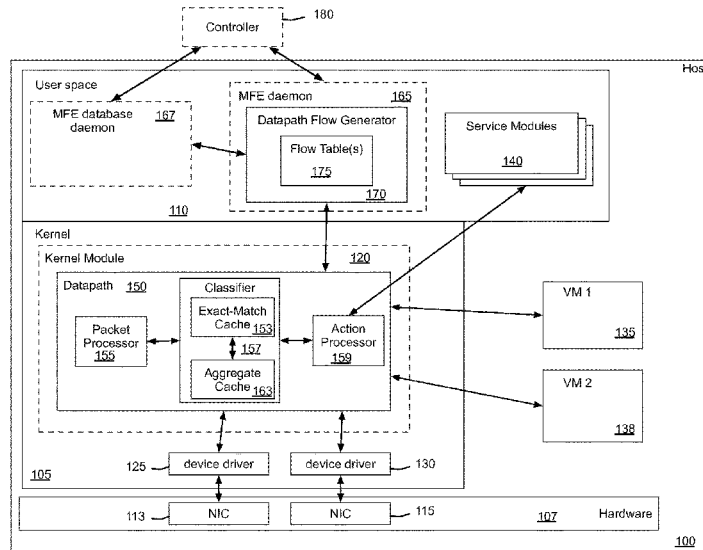 180
Controller
Hos
User space
MFE database
daemon
167
MFE daemon
165
Datapath Flow Generator
Flow Table(s)
175
170
Service Modules
140
110
Kernel
Kernel Module
120
Datapath
150
Classifier
Exact-Match
Cache
153
157
Aggregate
Cache
163
Packet
Processor
155
Action
Processor
159
VM 1
135
VM 2
138
125
device driver
device driver
130
105
113
NIC
NIC
115
107
Hardware
100